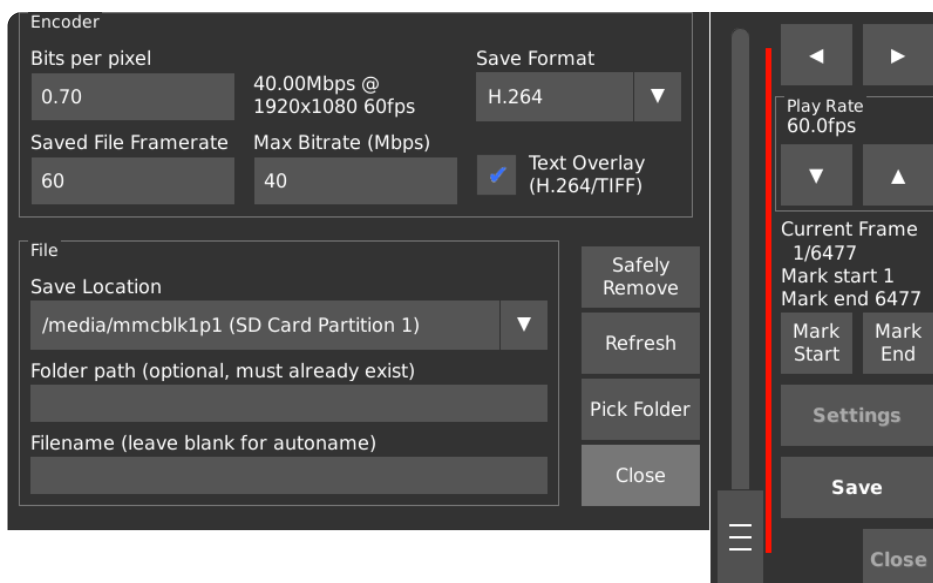 Encoder
Bits per pixel
0.70
40.00Mbps @
1920x1080 60fps
Save Format
H.264
Saved File Framerate
60
Max Bitrate (Mbps)
40
Text Overlay
(H.264/TIFF)
File
Save Location
/media/mmcblk1p1 (SD Card Partition 1)
Folder path (optional, must already exist)
Filename (leave blank for autoname)
Safely
Remove
Refresh
Pick Folder
Close
Play Rate
60.0fps
Current Frame
1/6477
Mark start 1
Mark end 6477
Mark
Start
Mark
End
Settings
Save
Close